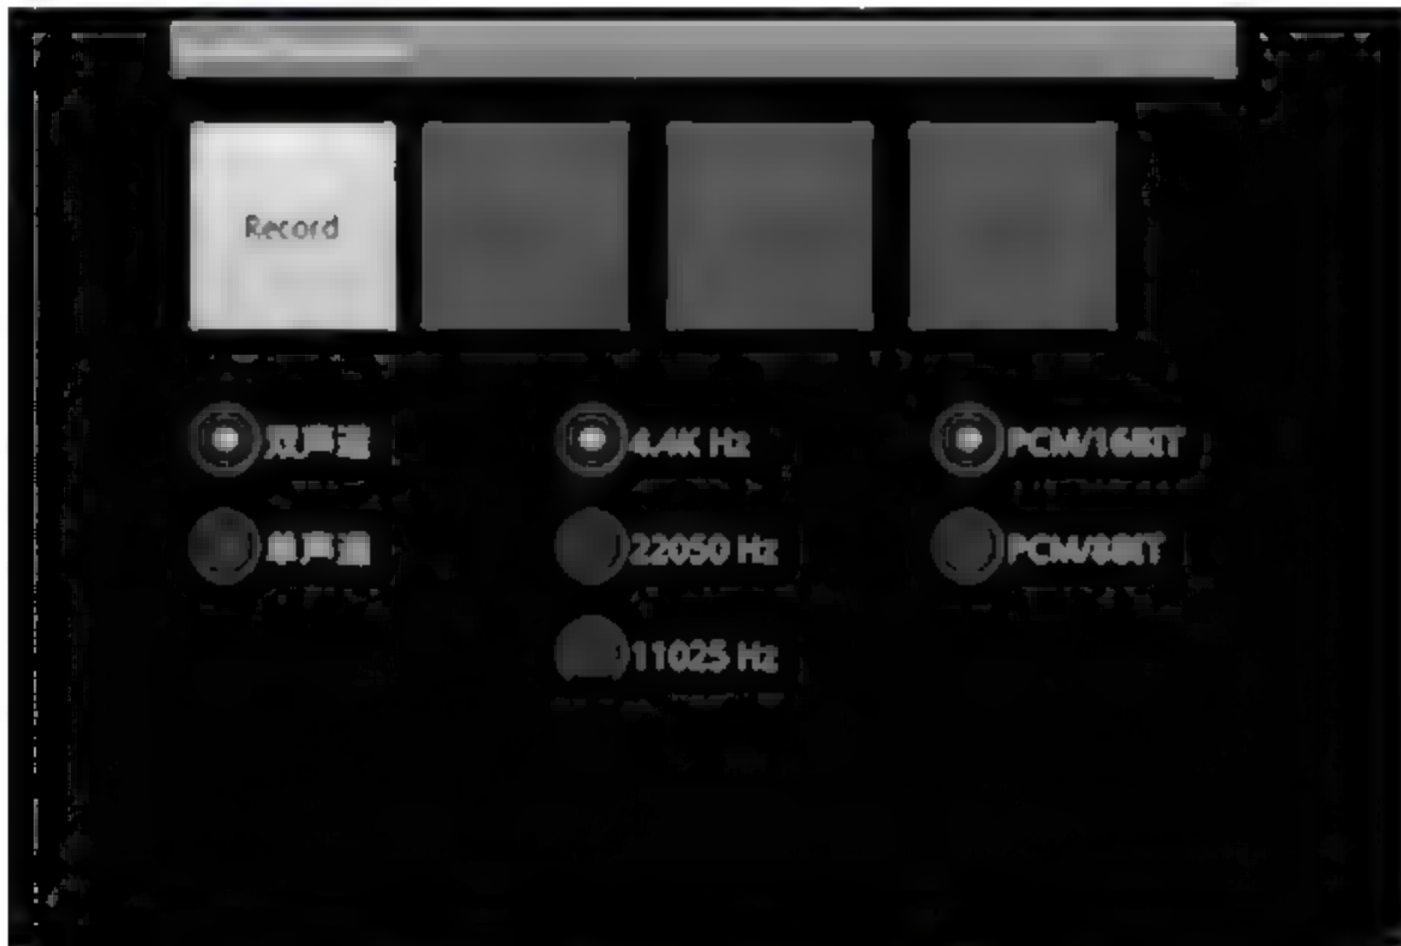 Record
双声道 4.4K Hz PCM/16BIT
单声道 22050 Hz PCM/8BIT
11025 Hz